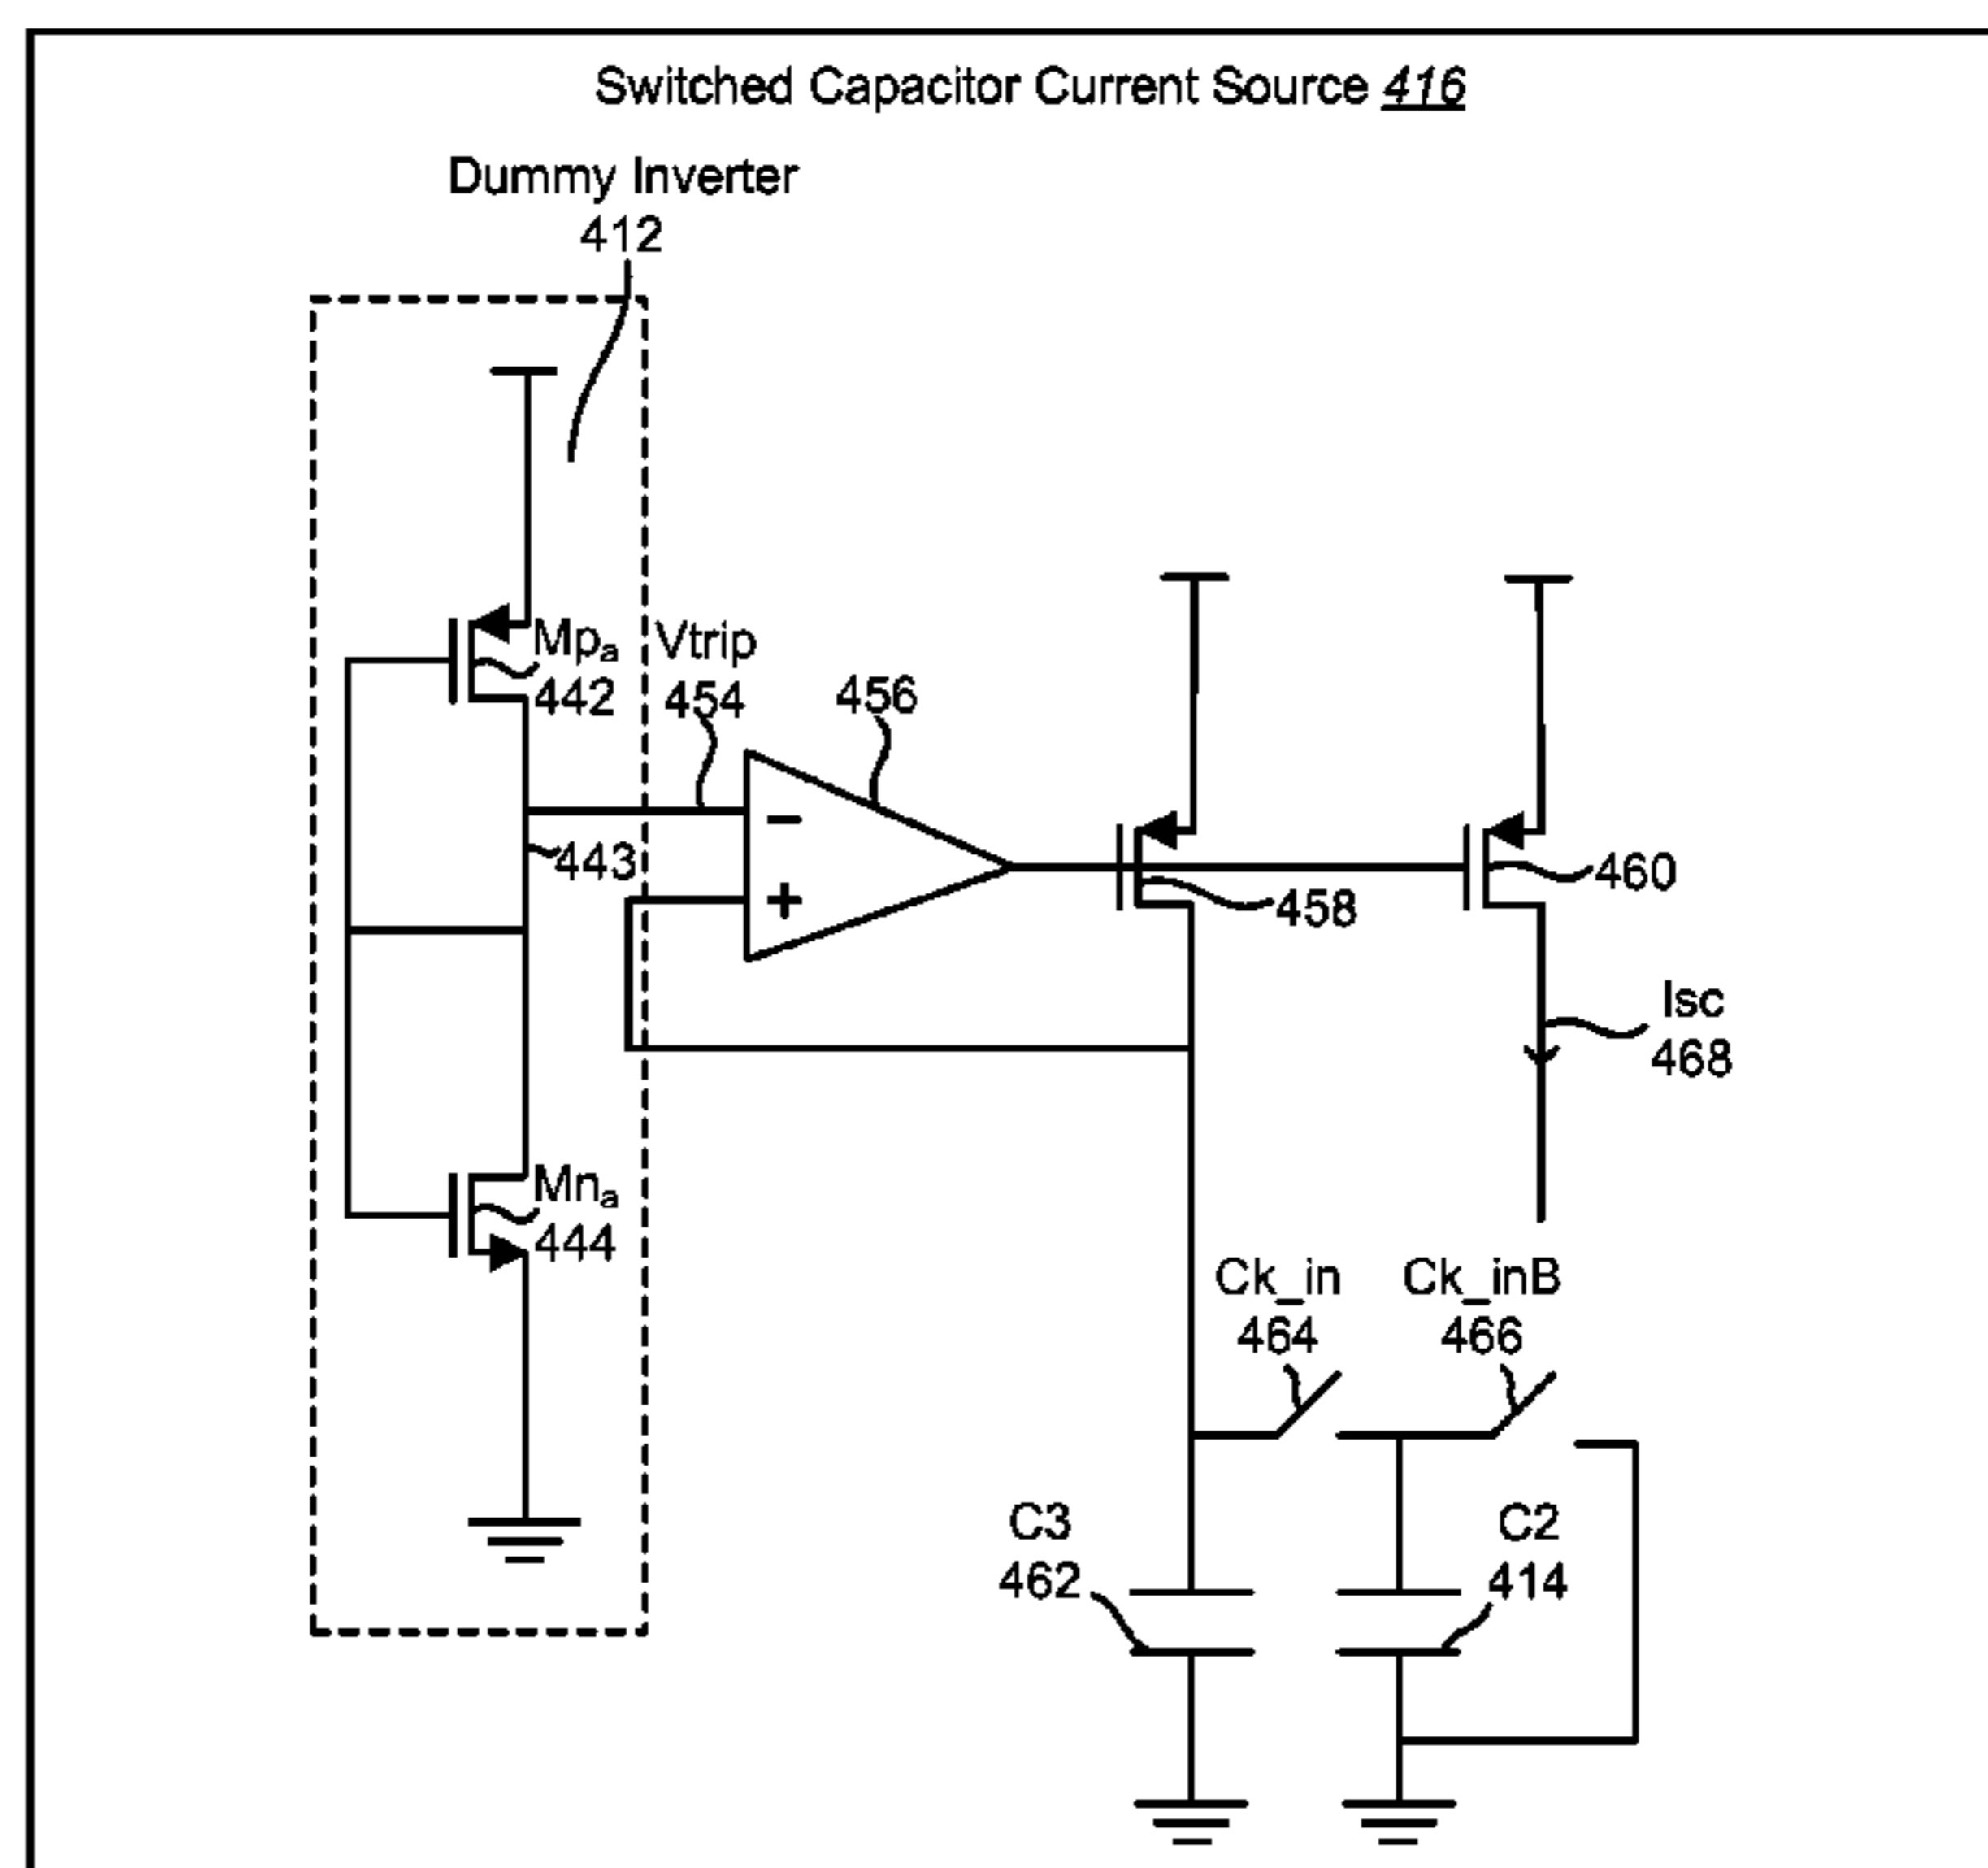 Switched Capacitor Current Source 416
Dummy Inverter
412
Mpa
442
Vtrip
454
456
443
458
460
Isc
468
Mna
444
Ck_in
464
Ck_inB
466
C3
462
C2
414